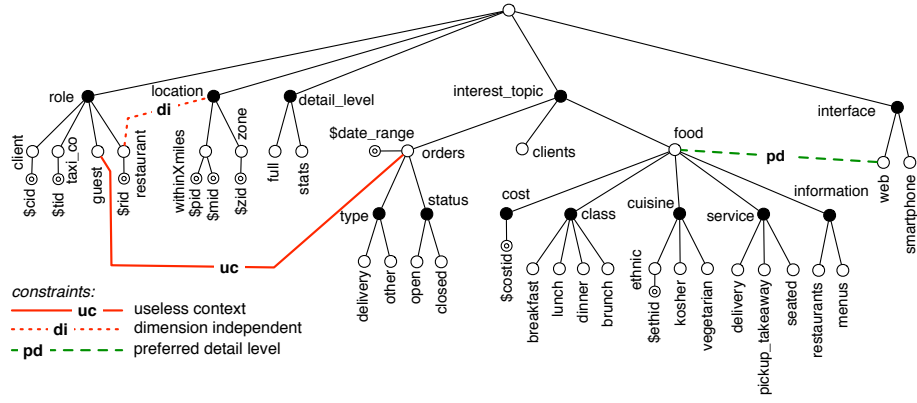 role
location
detail_level
interest_topic
interface
di
client
$cid
$tid
taxi_co
guest
$rid
restaurant
withinXmiles
$pid
$mid
zone
$zid
full
stats
$date_range
orders
clients
food
pd
web
smartphone
type
status
delivery
other
open
closed
cost
$costid
class
breakfast
lunch
dinner
brunch
cuisine
ethnic
$ethid
kosher
vegetarian
service
delivery
pickup_takeaway
seated
information
restaurants
menus
uc
constraints:
uc useless context
di dimension independent
pd preferred detail level